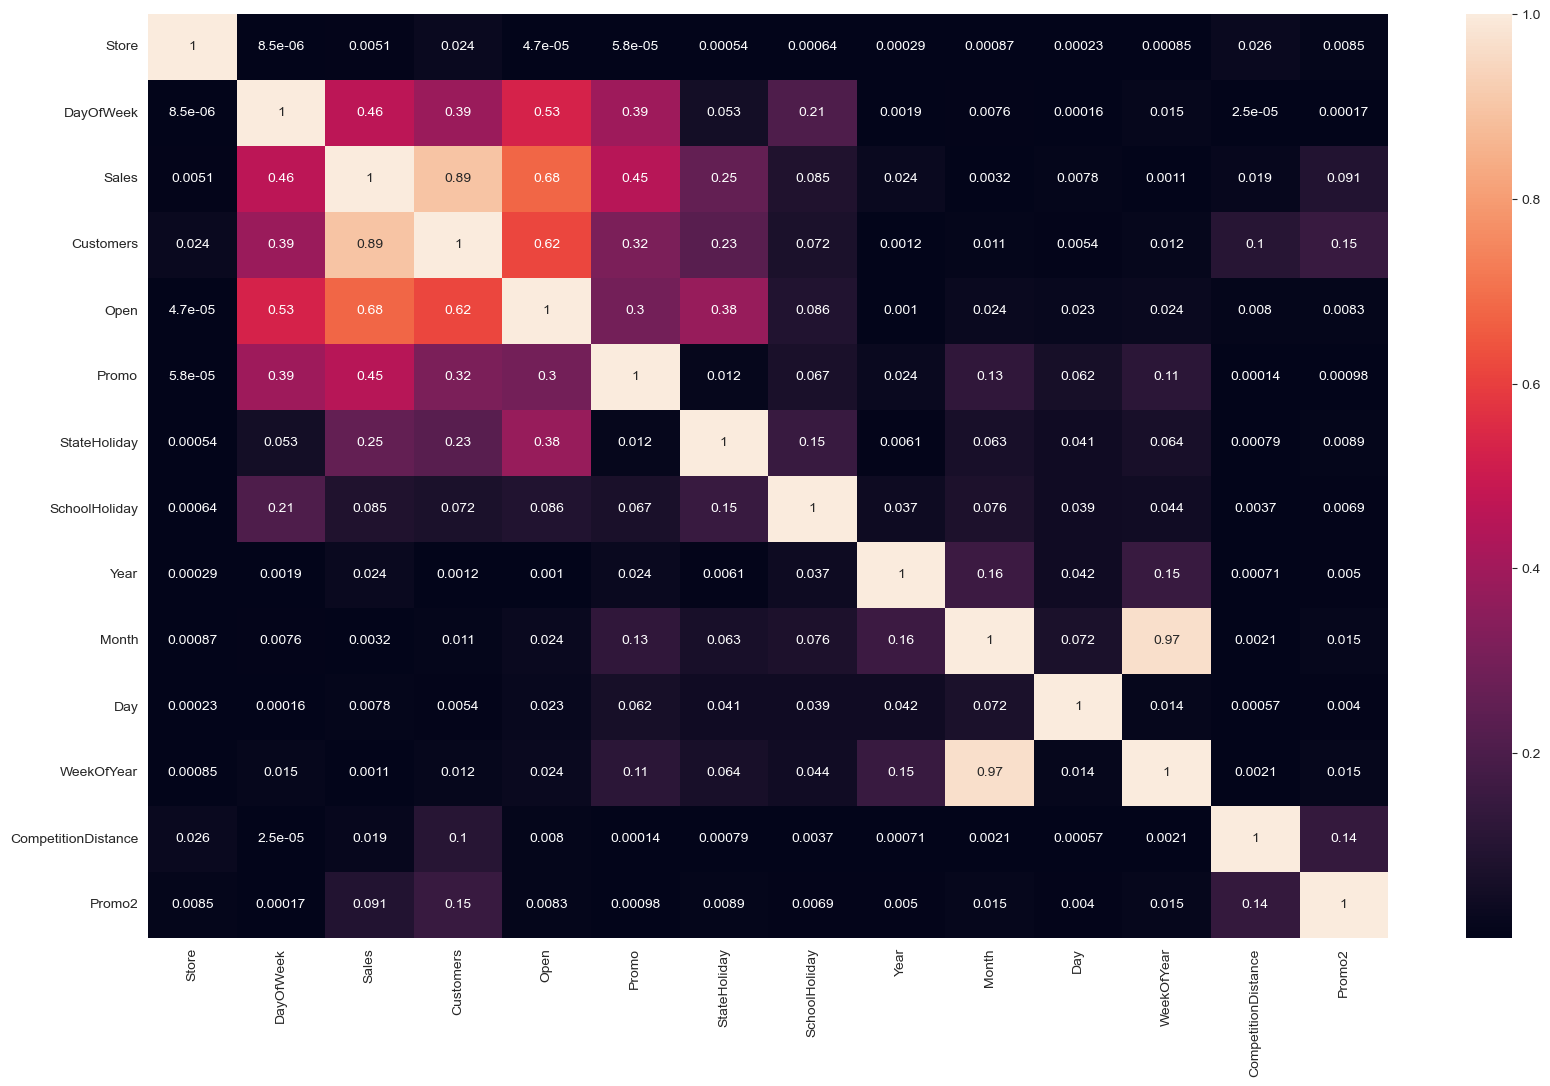 Store 1 8.5e-06 0.0051 0.024 4.7e-05 5.8e-05 0.00054 0.00064 0.00029 0.00087 0.00023 0.00085 0.026 0.0085
DayOfWeek 8.5e-06 1 0.46 0.39 0.53 0.39 0.053 0.21 0.0019 0.0076 0.00016 0.015 2.5e-05 0.00017
Sales 0.0051 0.46 1 0.89 0.68 0.45 0.25 0.085 0.024 0.0032 0.0078 0.0011 0.019 0.091
Customers 0.024 0.39 0.89 1 0.62 0.32 0.23 0.072 0.0012 0.011 0.0054 0.012 0.1 0.15
Open 4.7e-05 0.53 0.68 0.62 1 0.3 0.38 0.086 0.001 0.024 0.023 0.024 0.008 0.0083
Promo 5.8e-05 0.39 0.45 0.32 0.3 1 0.012 0.067 0.024 0.13 0.062 0.11 0.00014 0.00098
StateHoliday 0.00054 0.053 0.25 0.23 0.38 0.012 1 0.15 0.0061 0.063 0.041 0.064 0.00079 0.0089
SchoolHoliday 0.00064 0.21 0.085 0.072 0.086 0.067 0.15 1 0.037 0.076 0.039 0.044 0.0037 0.0069
Year 0.00029 0.0019 0.024 0.0012 0.001 0.024 0.0061 0.037 1 0.16 0.042 0.15 0.00071 0.005
Month 0.00087 0.0076 0.0032 0.011 0.024 0.13 0.063 0.076 0.16 1 0.072 0.97 0.0021 0.015
Day 0.00023 0.00016 0.0078 0.0054 0.023 0.062 0.041 0.039 0.042 0.072 1 0.014 0.00057 0.004
WeekOfYear 0.00085 0.015 0.0011 0.012 0.024 0.11 0.064 0.044 0.15 0.97 0.014 1 0.0021 0.015
CompetitionDistance 0.026 2.5e-05 0.019 0.1 0.008 0.00014 0.00079 0.0037 0.00071 0.0021 0.00057 0.0021 1 0.14
Promo2 0.0085 0.00017 0.091 0.15 0.0083 0.00098 0.0089 0.0069 0.005 0.015 0.004 0.015 0.14 1
Store DayOfWeek Sales Customers Open Promo StateHoliday SchoolHoliday Year Month Day WeekOfYear CompetitionDistance Promo2
1.0
0.8
0.6
0.4
0.2